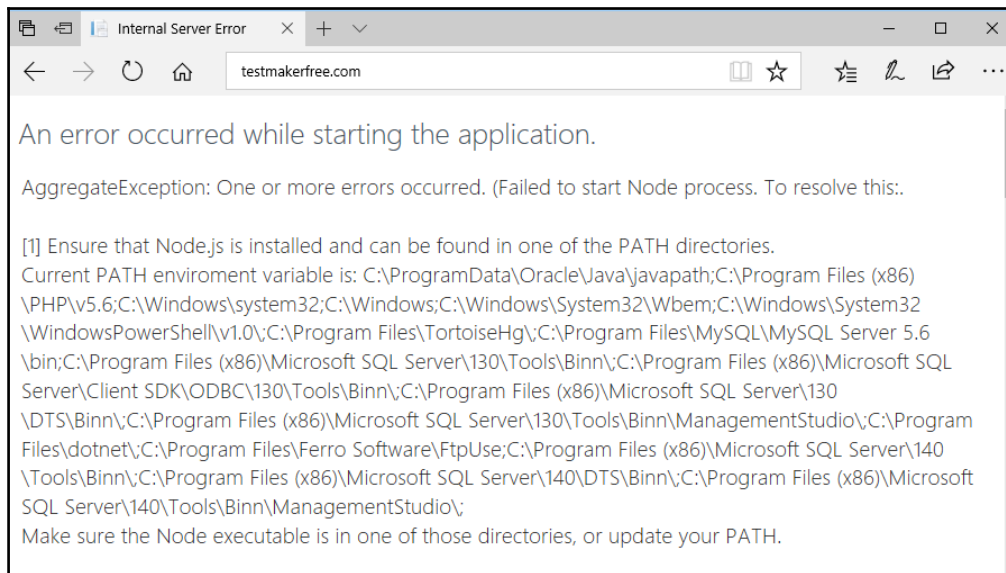 Internal Server Error
testmakerfree.com
An error occurred while starting the application.
AggregateException: One or more errors occurred. (Failed to start Node process. To resolve this:.
[1] Ensure that Node.js is installed and can be found in one of the PATH directories.
Current PATH enviroment variable is: C:\ProgramData\Oracle\Java\javapath;C:\Program Files (x86)
\PHP\v5.6;C:\Windows\system32;C:\Windows;C:\Windows\System32\Wbem;C:\Windows\System32
\WindowsPowerShell\v1.0\;C:\Program Files\TortoiseHg\;C:\Program Files\MySQL\MySQL Server 5.6
\bin;C:\Program Files (x86)\Microsoft SQL Server\130\Tools\Binn\;C:\Program Files (x86)\Microsoft SQL
Server\Client SDK\ODBC\130\Tools\Binn\;C:\Program Files (x86)\Microsoft SQL Server\130
\DTS\Binn\;C:\Program Files (x86)\Microsoft SQL Server\130\Tools\Binn\ManagementStudio\;C:\Program
Files\dotnet\;C:\Program Files\Ferro Software\FtpUse;C:\Program Files (x86)\Microsoft SQL Server\140
\Tools\Binn\;C:\Program Files (x86)\Microsoft SQL Server\140\DTS\Binn\;C:\Program Files (x86)\Microsoft
SQL Server\140\Tools\Binn\ManagementStudio\;
Make sure the Node executable is in one of those directories, or update your PATH.